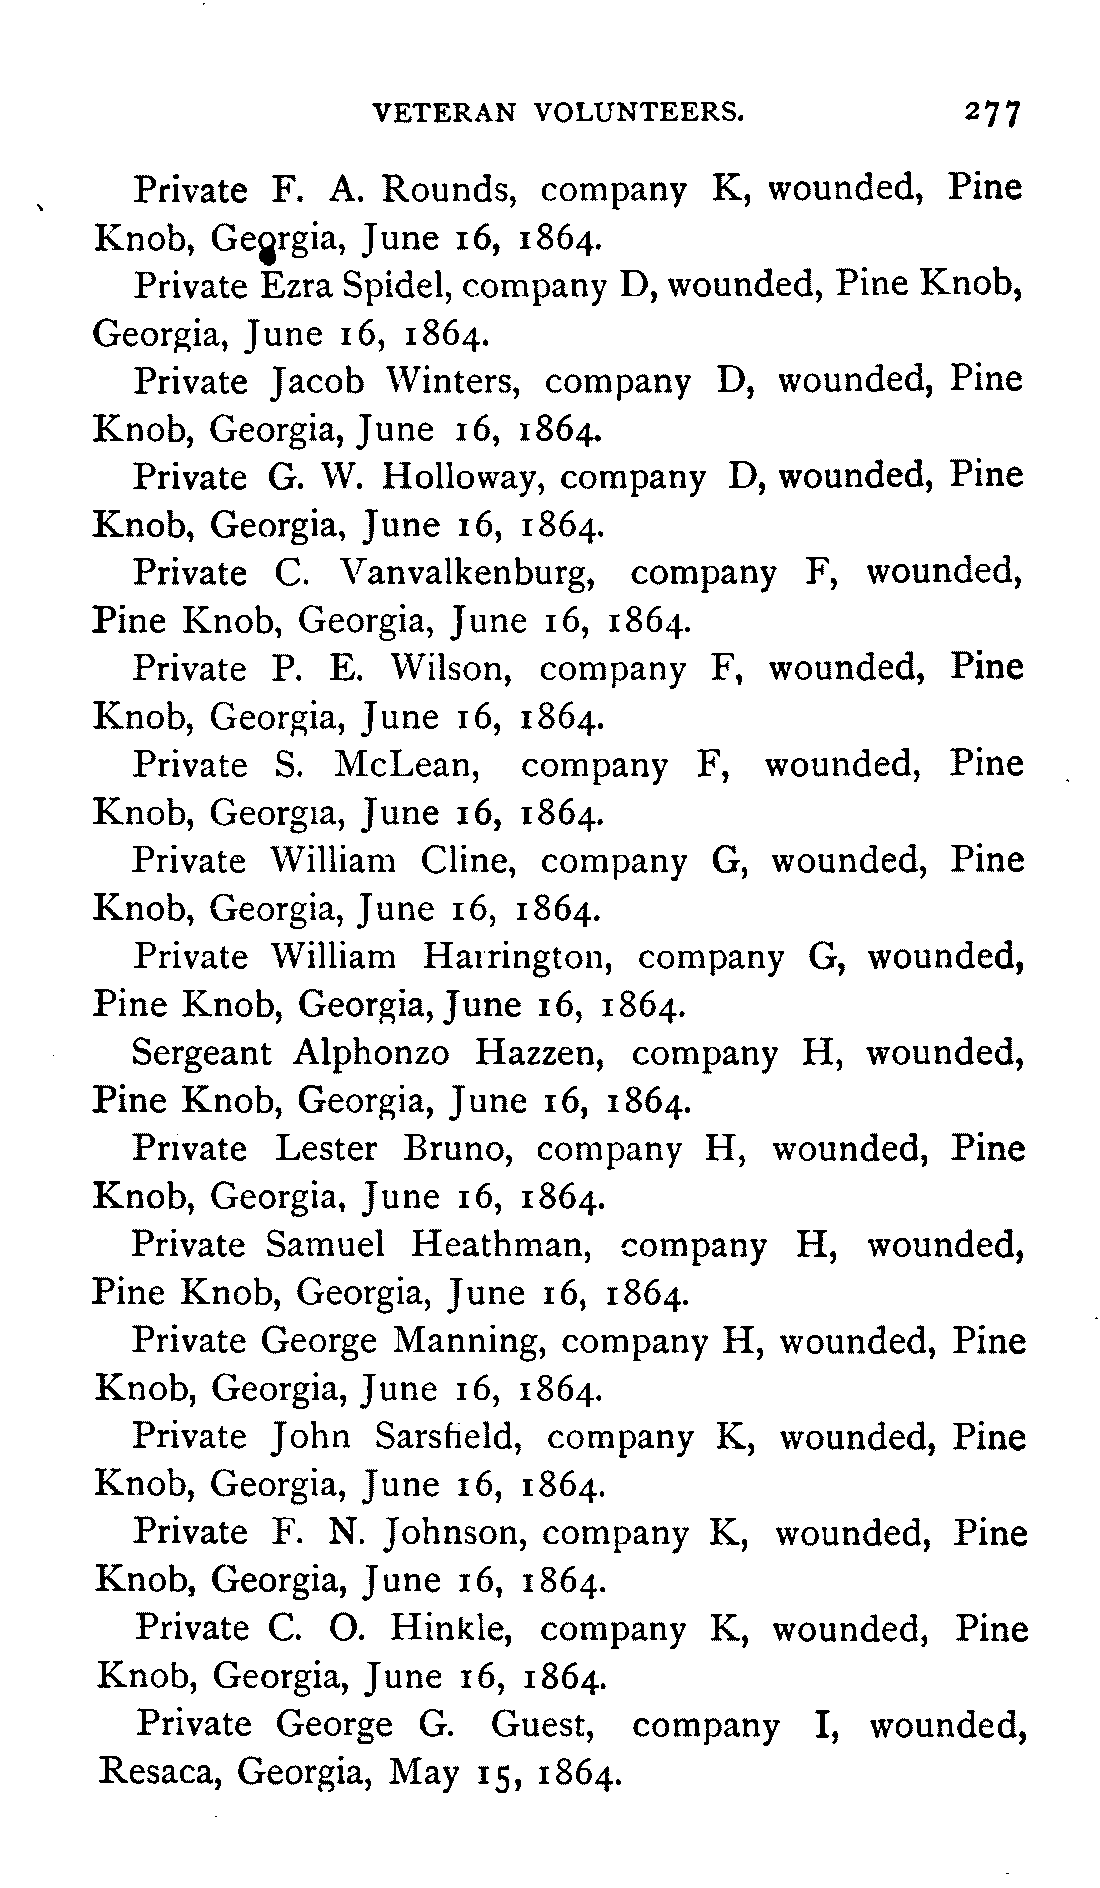 VETERAN VOLUNTEERS. 277
Private F. A. Rounds, company K, wounded, Pine
Knob, Georgia, June 16, 1864.
Private Ezra Spidel, company D, wounded, Pine Knob,
Georgia, June 16, 1864.
Private Jacob Winters, company D, wounded, Pine
Knob, Georgia, June 16, 1864.
Private G. W. Holloway, company D, wounded, Pine
Knob, Georgia, June 16, 1864.
Private C. Vanvalkenburg, company F, wounded,
Pine Knob, Georgia, June 16, 1864.
Private P. E. Wilson, company F, wounded, Pine
Knob, Georgia, June 16, 1864.
Private S. McLean, company F, wounded, Pine
Knob, Georgia, June 16, 1864.
Private William Cline, company G, wounded, Pine
Knob, Georgia, June 16, 1864.
Private William Harrington, company G, wounded,
Pine Knob, Georgia, June 16, 1864.
Sergeant Alphonzo Hazzen, company H, wounded,
Pine Knob, Georgia, June 16, 1864.
Private Lester Bruno, company H, wounded, Pine
Knob, Georgia, June 16, 1864.
Private Samuel Heathman, company H, wounded,
Pine Knob, Georgia, June 16, 1864.
Private George Manning, company H, wounded, Pine
Knob, Georgia, June 16, 1864.
Private John Sarsfield, company K, wounded, Pine
Knob, Georgia, June 16, 1864.
Private F. N. Johnson, company K, wounded, Pine
Knob, Georgia, June 16, 1864.
Private C. O. Hinkle, company K, wounded, Pine
Knob, Georgia, June 16, 1864.
Private George G. Guest, company I, wounded,
Resaca, Georgia, May 15, 1864.